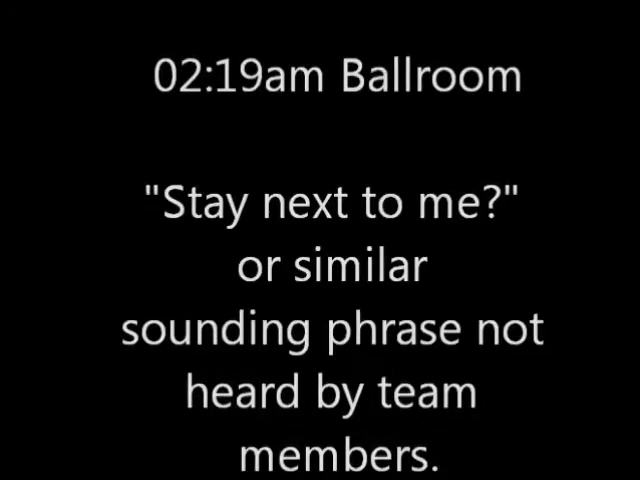 02:19am Ballroom
"Stay next to me?"
or similar
sounding phrase not
heard by team
members.